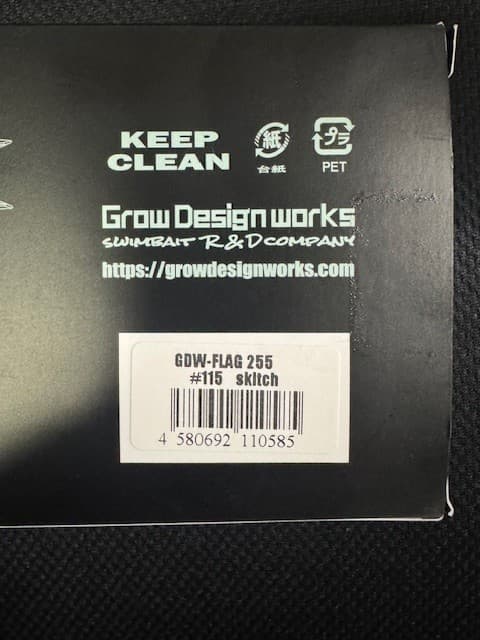 KEEP
CLEAN
紙
台紙
プラ
PET
Grow Design works
SWIMBAIT R&D COMPANY
https://growdesignworks.com
GDW-FLAG 255
#115 skitch
4 580692 110585